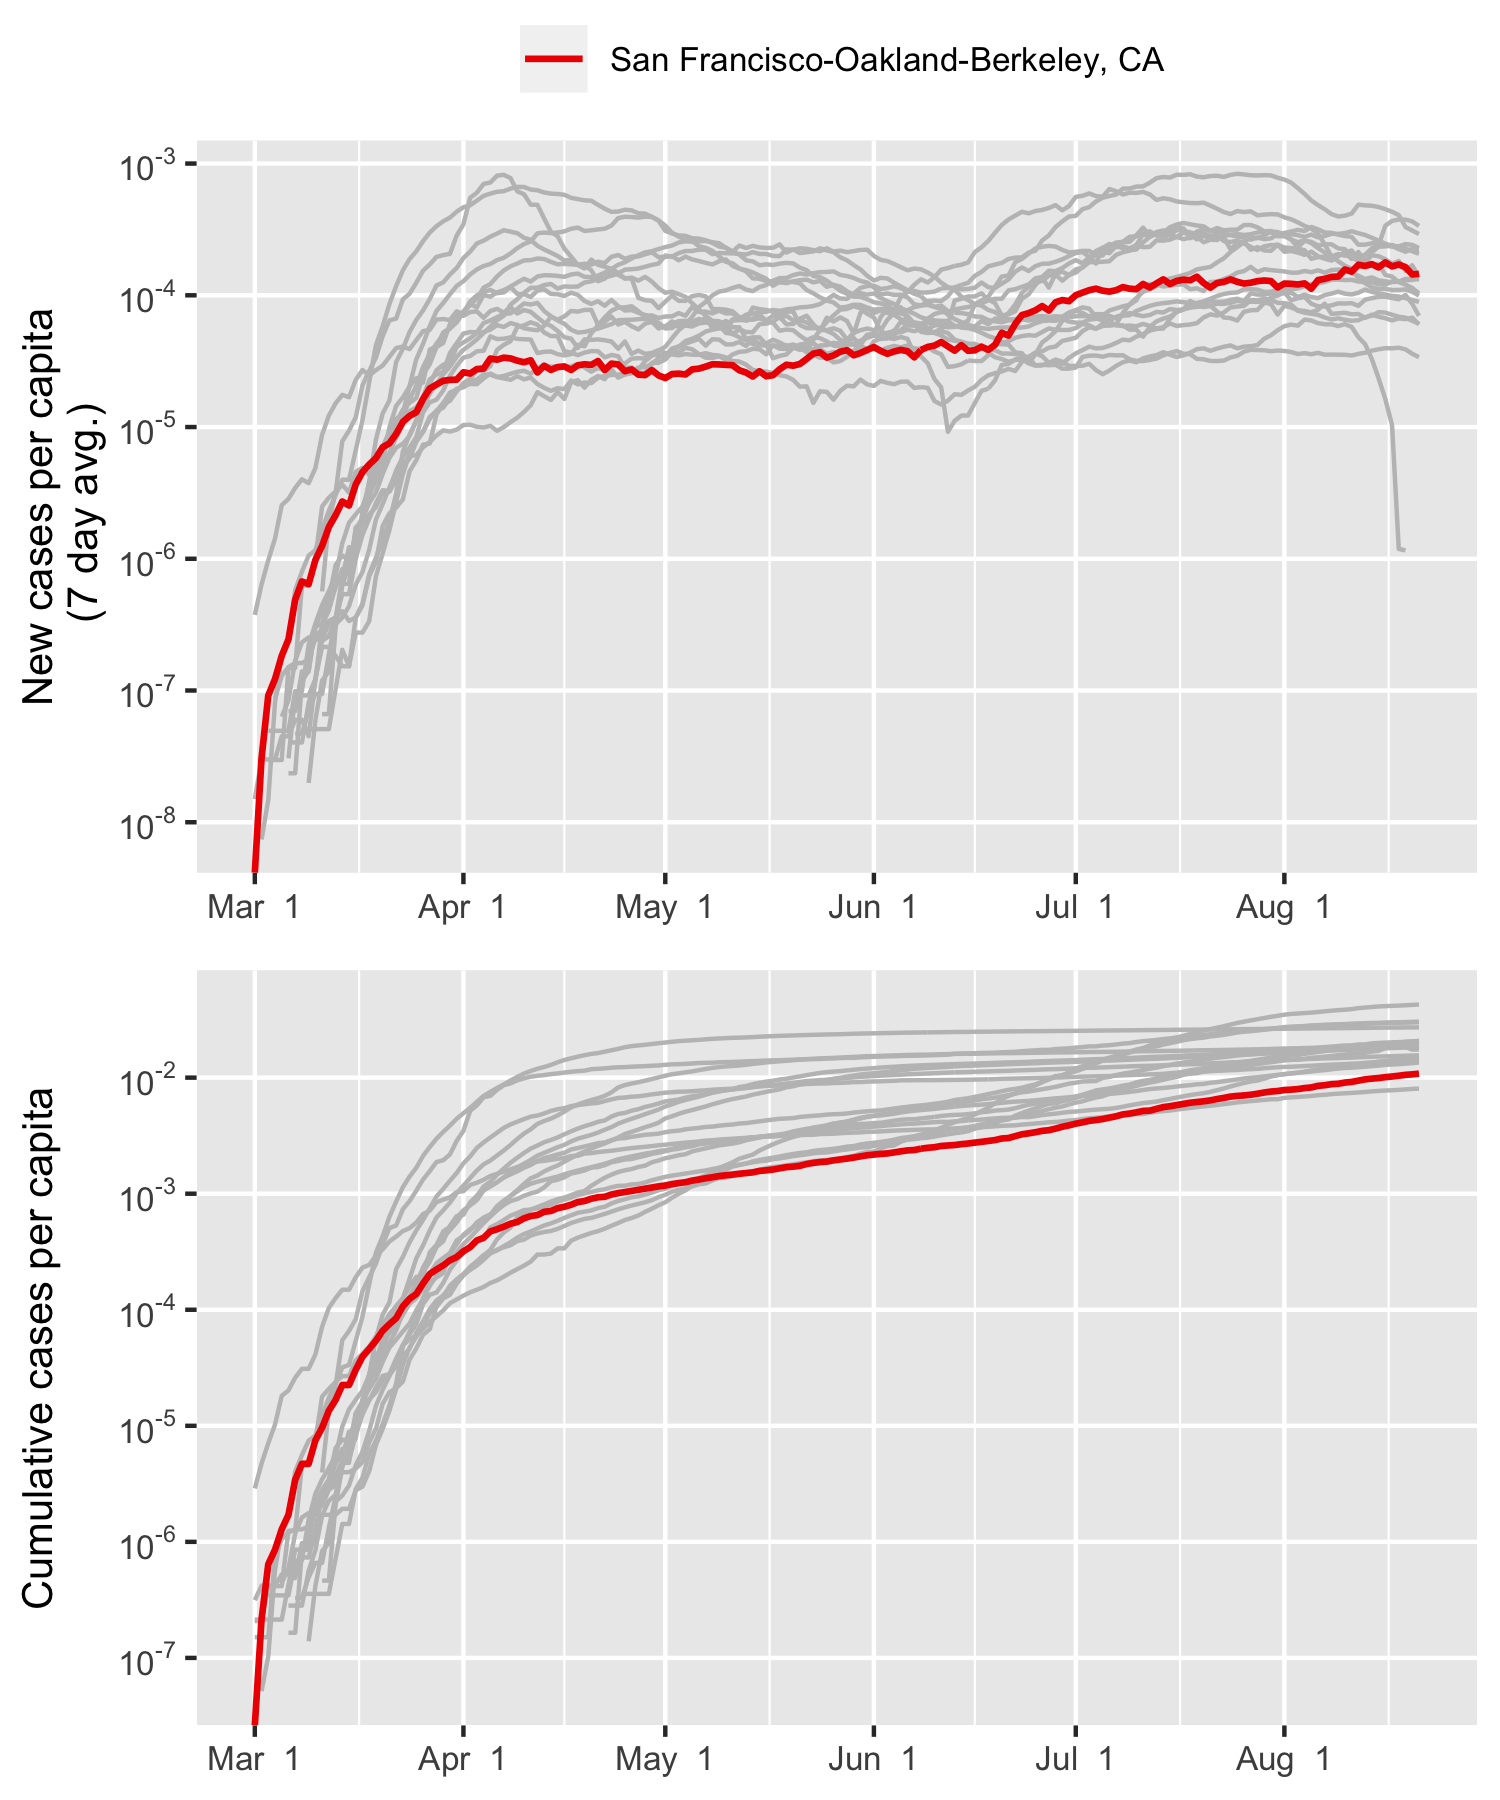 San Francisco-Oakland-Berkeley, CA
New cases per capita
(7 day avg.)
10-3
10-4
10-5
10-6
10-7
10-8
Mar 1 Apr 1 May 1 Jun 1 Jul 1 Aug 1
Cumulative cases per capita
10-2
10-3
10-4
10-5
10-6
10-7
Mar 1 Apr 1 May 1 Jun 1 Jul 1 Aug 1